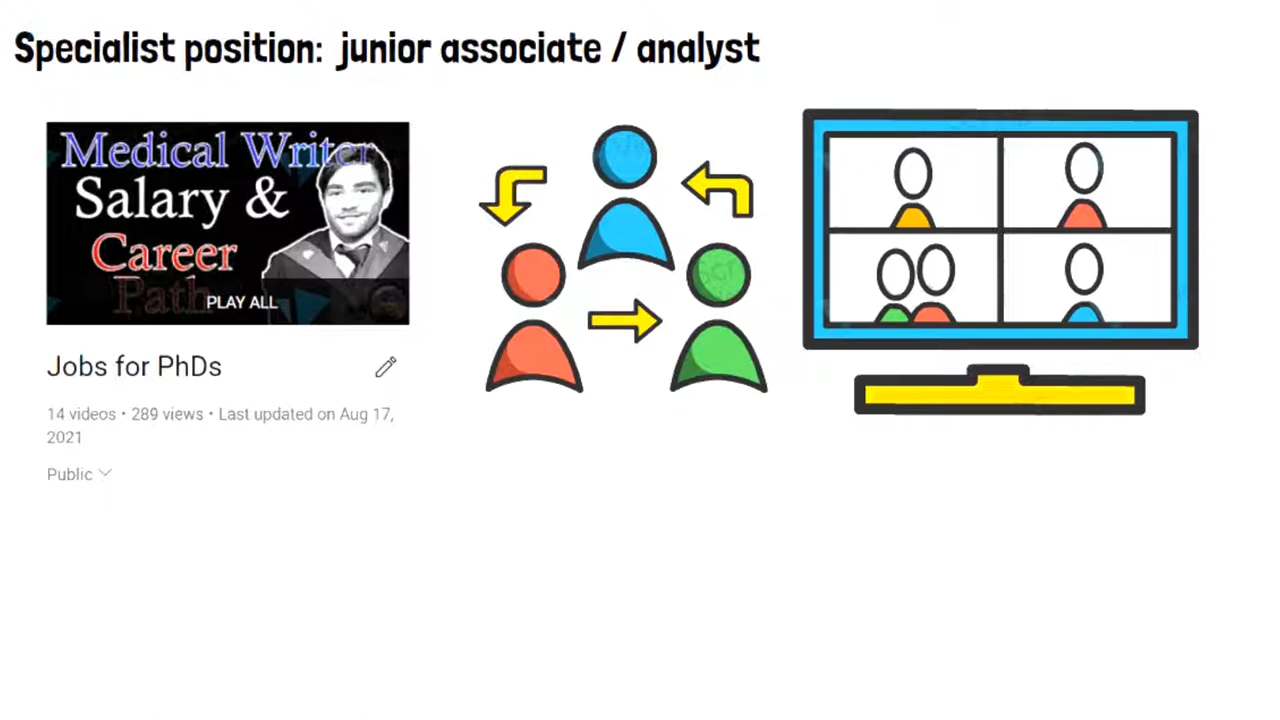 Specialist position: junior associate / analyst
Medical Writer
Salary &
Career
Path
PLAY ALL
Jobs for PhDs
14 videos • 289 views • Last updated on Aug 17,
2021
Public